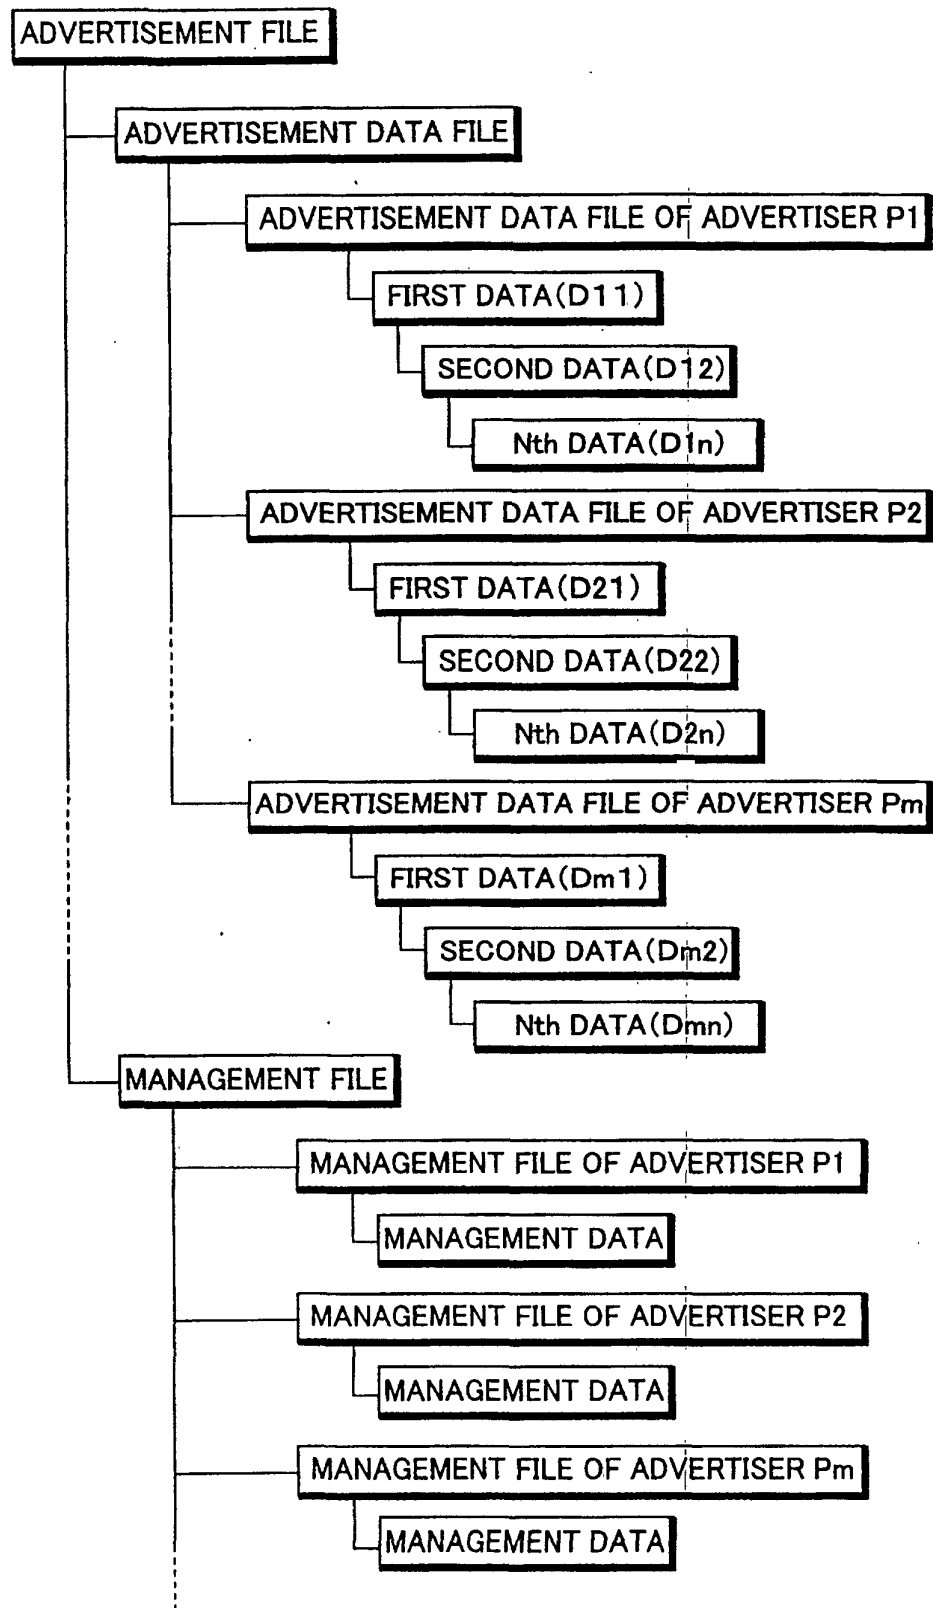 ADVERTISEMENT FILE
ADVERTISEMENT DATA FILE
ADVERTISEMENT DATA FILE OF ADVERTISER P1
FIRST DATA(D11)
SECOND DATA(D12)
Nth DATA(D1n)
ADVERTISEMENT DATA FILE OF ADVERTISER P2
FIRST DATA(D21)
SECOND DATA(D22)
Nth DATA(D2n)
ADVERTISEMENT DATA FILE OF ADVERTISER Pm
FIRST DATA(Dm1)
SECOND DATA(Dm2)
Nth DATA(Dmn)
MANAGEMENT FILE
MANAGEMENT FILE OF ADVERTISER P1
MANAGEMENT DATA
MANAGEMENT FILE OF ADVERTISER P2
MANAGEMENT DATA
MANAGEMENT FILE OF ADVERTISER Pm
MANAGEMENT DATA